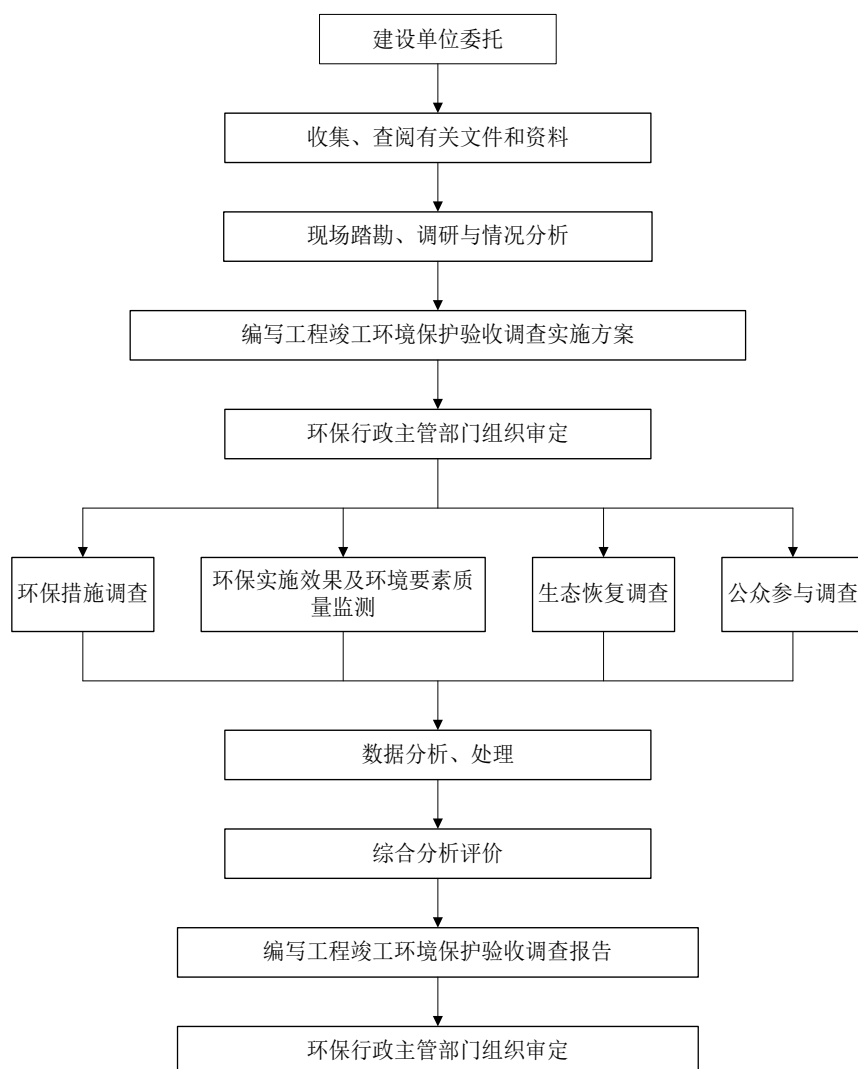 建设单位委托
收集、查阅有关文件和资料
现场踏勘、调研与情况分析
编写工程竣工环境保护验收调查实施方案
环保行政主管部门组织审定
环保措施调查
环保实施效果及环境要素质
量监测
生态恢复调查
公众参与调查
数据分析、处理
综合分析评价
编写工程竣工环境保护验收调查报告
环保行政主管部门组织审定